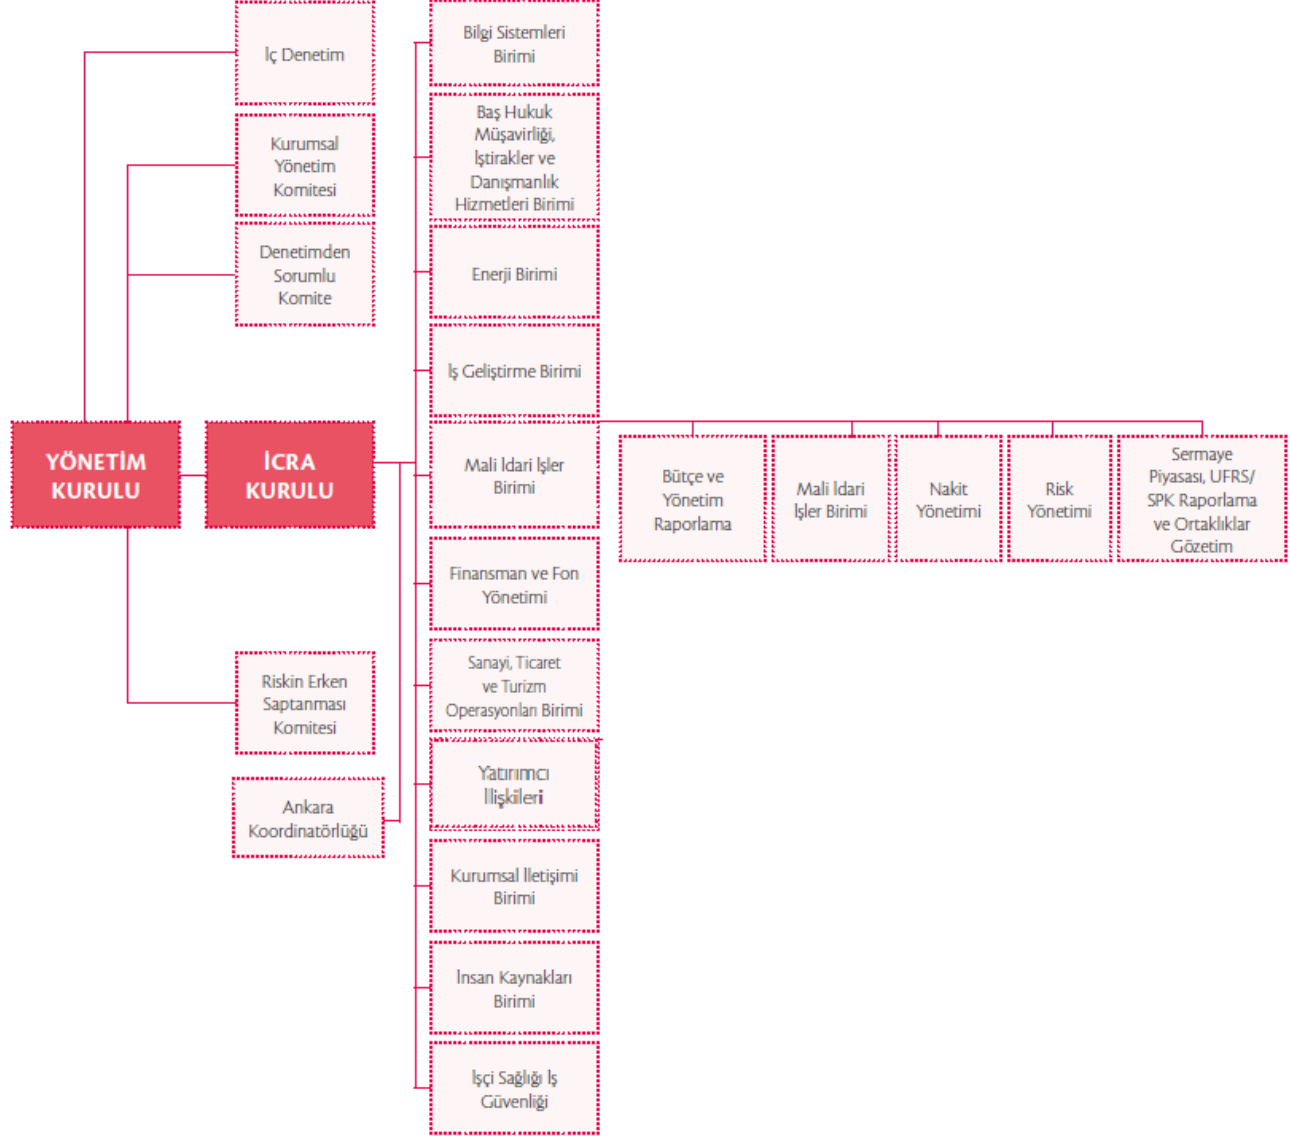 İç Denetim
Kurumsal
Yönetim
Komitesi
Denetimden
Sorumlu
Komite
YÖNETİM
KURULU
İCRA
KURULU
Riskin Erken
Saptanması
Komitesi
Ankara
Koordinatörlüğü
Bilgi Sistemleri
Birimi
Baş Hukuk
Müşavirliği,
İştirakler ve
Danışmanlık
Hizmetleri Birimi
Enerji Birimi
İş Geliştirme Birimi
Mali İdari İşler
Birimi
Finansman ve Fon
Yönetimi
Sanayi, Ticaret
ve Turizm
Operasyonları Birimi
Yatırımcı
İlişkileri
Kurumsal İletişimi
Birimi
İnsan Kaynakları
Birimi
İşçi Sağlığı İş
Güvenliği
Bütçe ve
Yönetim
Raporlama
Mali İdari
İşler Birimi
Nakit
Yönetimi
Risk
Yönetimi
Sermaye
Piyasası, UFRS/
SPK Raporlama
ve Ortaklıklar
Gözetim